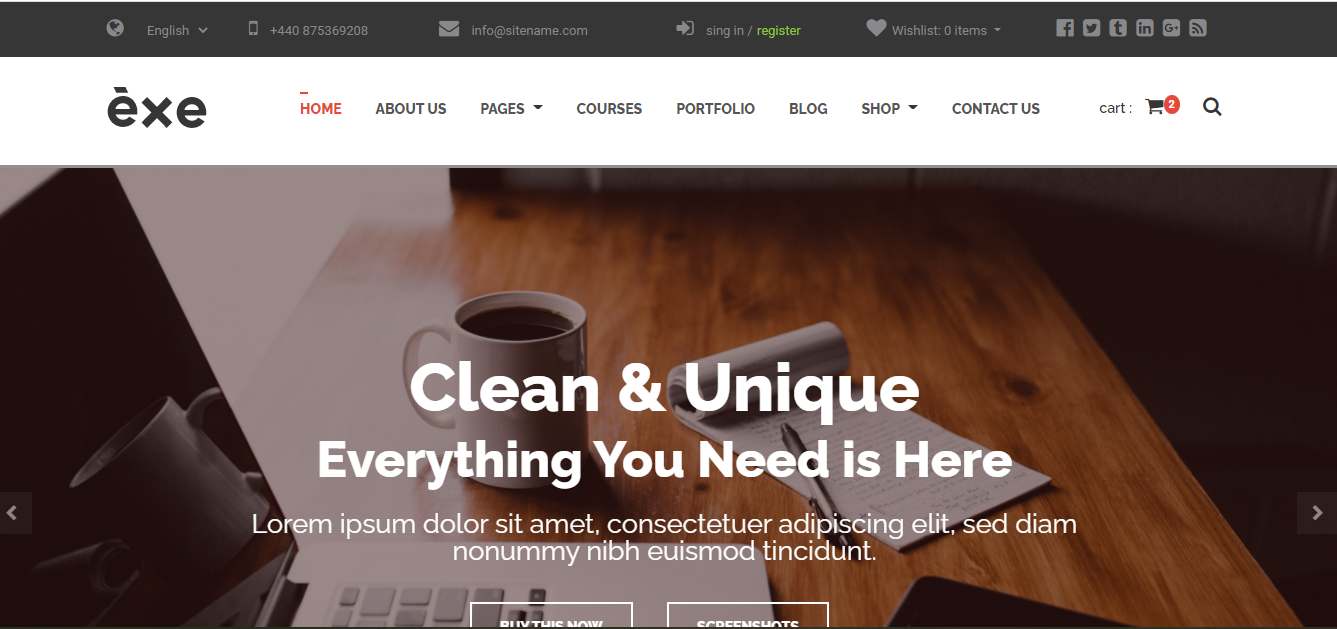 English
+440 875369208
info@sitename.com
sing in / register
Wishlist: 0 items
èxe
HOME
ABOUT US
PAGES
COURSES
PORTFOLIO
BLOG
SHOP
CONTACT US
cart :
2
Clean & Unique
Everything You Need is Here
Lorem ipsum dolor sit amet, consectetuer adipiscing elit, sed diam
nonummy nibh euismod tincidunt.
BUY THIS NOW
SCREENSHOTS